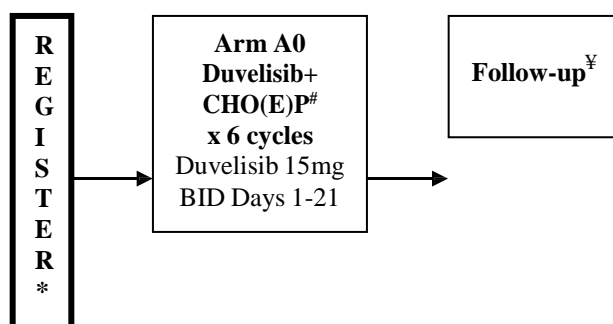 R
E
G
I
S
T
E
R
*
Arm A0
Duvelisib+
CHO(E)P#
x 6 cycles
Duvelisib 15mg
BID Days 1-21
Follow-up¥